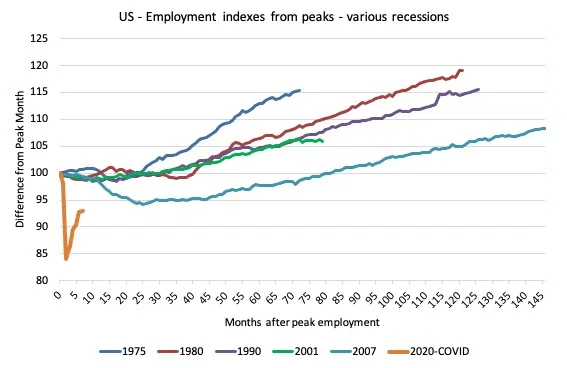 US - Employment indexes from peaks - various recessions
125
120
115
110
105
100
95
90
85
80
Difference from Peak Month
0 5 10 15 20 25 30 35 40 45 50 55 60 65 70 75 80 85 90 95 100 105 110 115 120 125 130 135 140 145
Months after peak employment
1975 1980 1990 2001 2007 2020-COVID